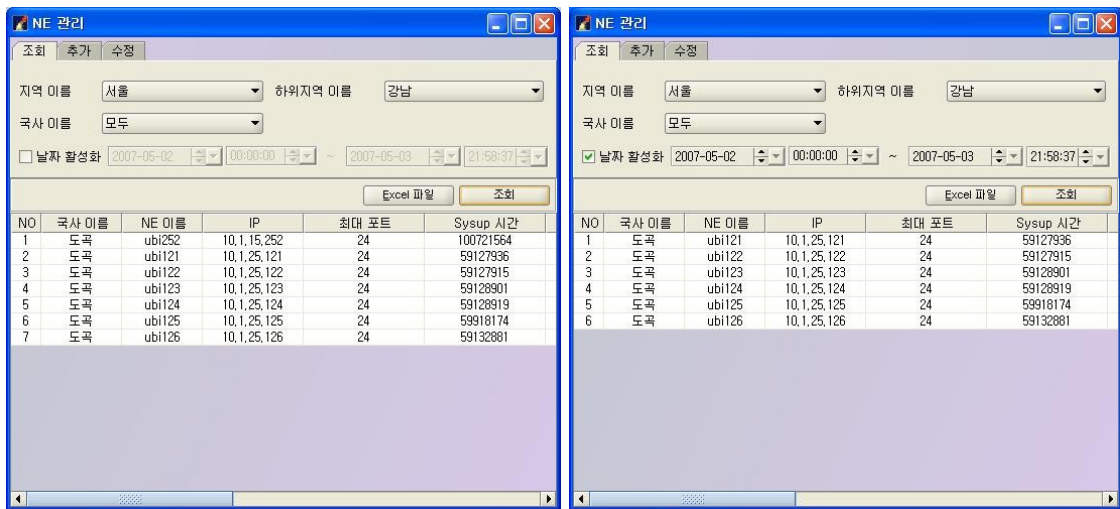 NE 관리
조회 추가 수정
지역 이름 서울 하위지역 이름 강남
국사 이름 모두
날짜 활성화 2007-05-02 00:00:00 ~ 2007-05-03 21:58:37
Excel 파일 조회
NO 국사 이름 NE 이름 IP 최대 포트 Sysup 시간
1 도곡 ubi252 10,1,15,252 24 100721564
2 도곡 ubi121 10,1,25,121 24 59127936
3 도곡 ubi122 10,1,25,122 24 59127915
4 도곡 ubi123 10,1,25,123 24 59128901
5 도곡 ubi124 10,1,25,124 24 59128919
6 도곡 ubi125 10,1,25,125 24 59918174
7 도곡 ubi126 10,1,25,126 24 59132881
NE 관리
조회 추가 수정
지역 이름 서울 하위지역 이름 강남
국사 이름 모두
날짜 활성화 2007-05-02 00:00:00 ~ 2007-05-03 21:58:37
Excel 파일 조회
NO 국사 이름 NE 이름 IP 최대 포트 Sysup 시간
1 도곡 ubi121 10,1,25,121 24 59127936
2 도곡 ubi122 10,1,25,122 24 59127915
3 도곡 ubi123 10,1,25,123 24 59128901
4 도곡 ubi124 10,1,25,124 24 59128919
5 도곡 ubi125 10,1,25,125 24 59918174
6 도곡 ubi126 10,1,25,126 24 59132881